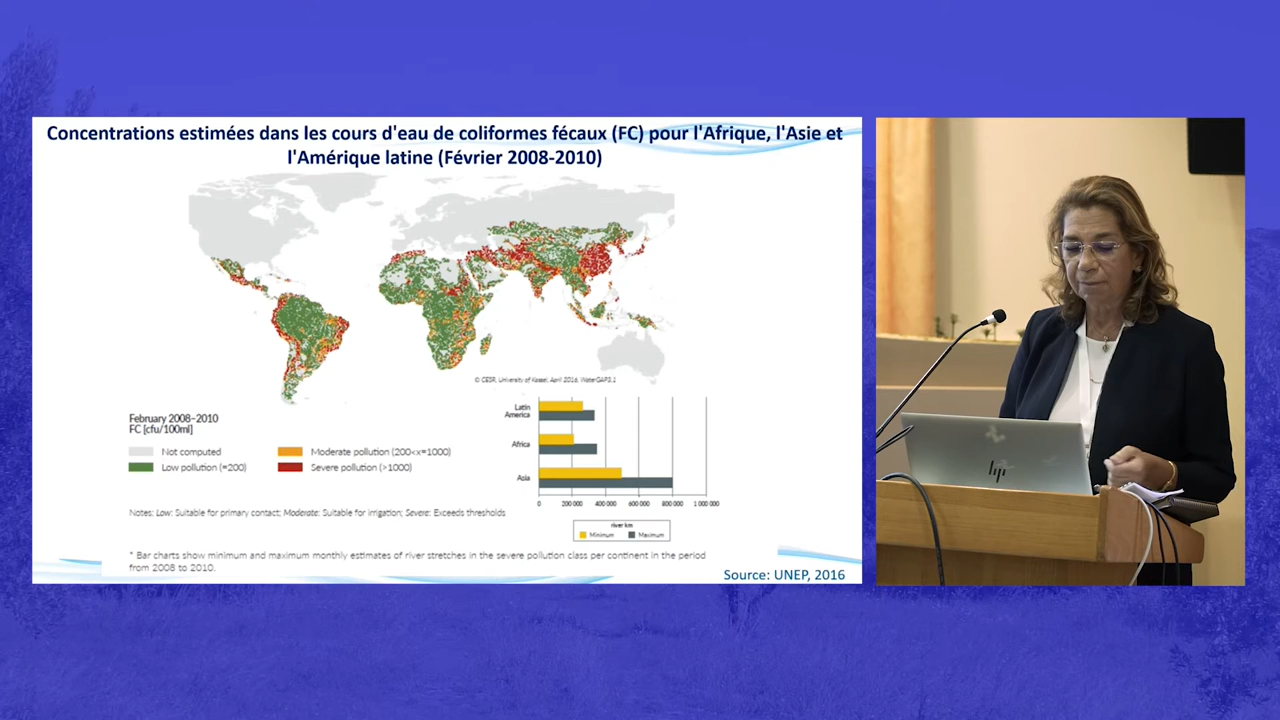 Concentrations estimées dans les cours d'eau de coliformes fécaux (FC) pour l'Afrique, l'Asie et
l'Amérique latine (Février 2008-2010)
© CESR, University of Kassel, April 2016, WaterGAP3.1
February 2008–2010
FC [cfu/100ml]
Not computed
Low pollution (=200)
Moderate pollution (200<x=1000)
Severe pollution (>1000)
Latin
America
Africa
Asia
0 200 000 400 000 600 000 800 000 1 000 000
river km
Minimum Maximum
Notes: Low: Suitable for primary contact; Moderate: Suitable for irrigation; Severe: Exceeds thresholds
* Bar charts show minimum and maximum monthly estimates of river stretches in the severe pollution class per continent in the period
from 2008 to 2010.
Source: UNEP, 2016
hp